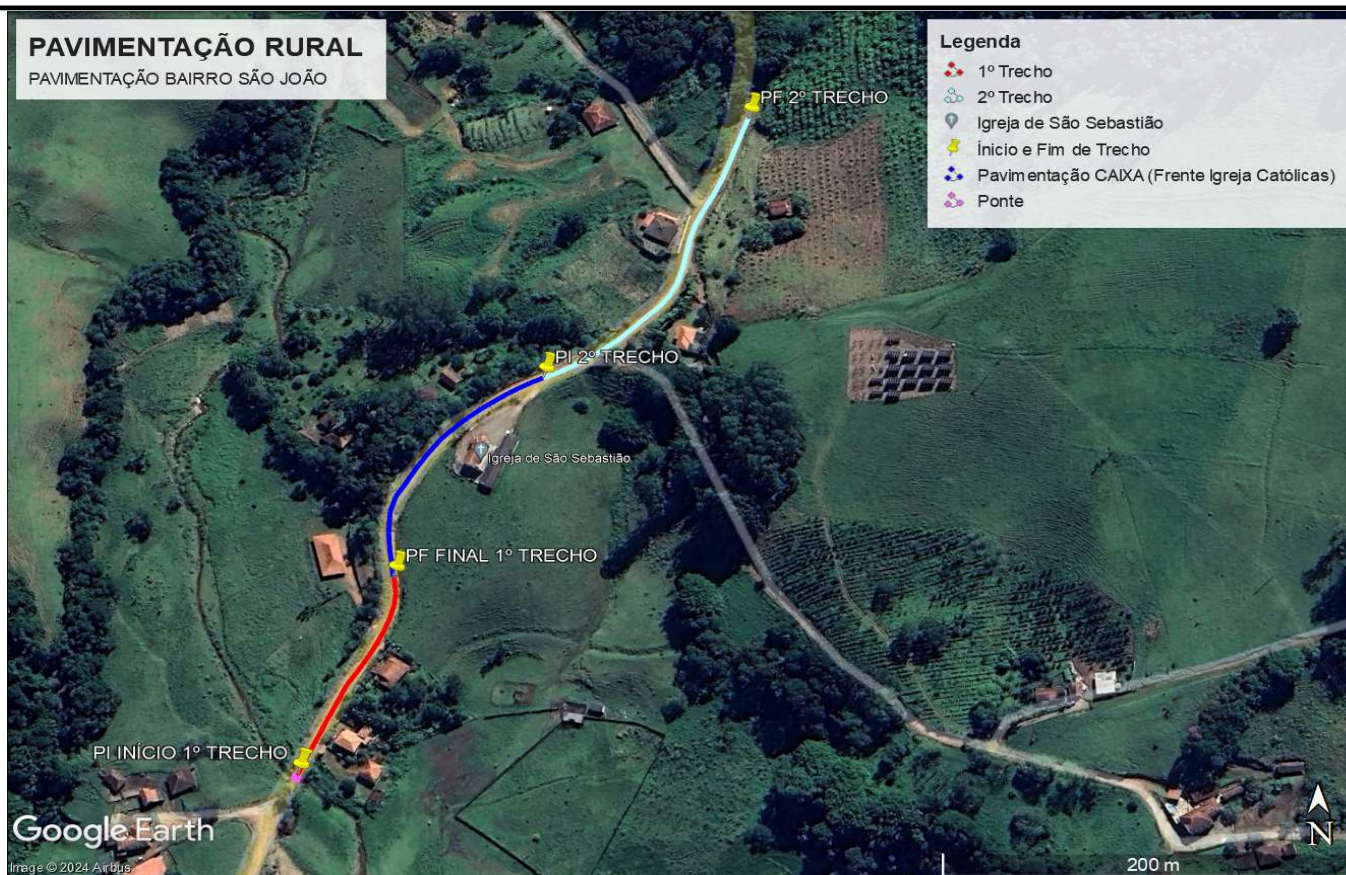 PAVIMENTAÇÃO RURAL
PAVIMENTAÇÃO BAIRRO SÃO JOÃO
Legenda
1º Trecho
2º Trecho
Igreja de São Sebastião
Ínicio e Fim de Trecho
Pavimentação CAIXA (Frente Igreja Católicas)
Ponte
PF 2º TRECHO
PI 2º TRECHO
Igreja de São Sebastião
PF FINAL 1º TRECHO
PI INÍCIO 1º TRECHO
Google Earth
Image © 2024 Airbus
200 m
N